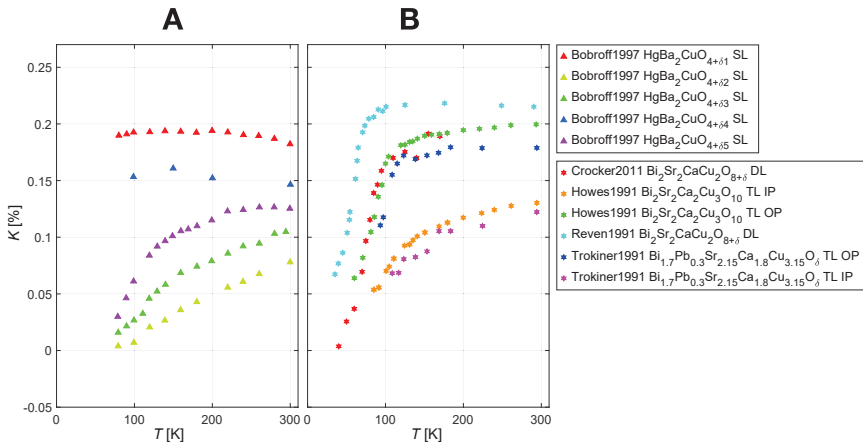 A
B
0.25
0.2
0.15
0.1
0.05
0
-0.05
K [%]
0
100
200
300
T [K]
0
100
200
300
T [K]
Bobroff1997 HgBa2CuO4+δ1 SL
Bobroff1997 HgBa2CuO4+δ2 SL
Bobroff1997 HgBa2CuO4+δ3 SL
Bobroff1997 HgBa2CuO4+δ4 SL
Bobroff1997 HgBa2CuO4+δ5 SL
Crocker2011 Bi2Sr2CaCu2O8+δ DL
Howes1991 Bi2Sr2Ca2Cu3O10 TL IP
Howes1991 Bi2Sr2Ca2Cu3O10 TL OP
Reven1991 Bi2Sr2CaCu2O8+δ DL
Trokiner1991 Bi1.7Pb0.3Sr2.15Ca1.8Cu3.15Oδ TL OP
Trokiner1991 Bi1.7Pb0.3Sr2.15Ca1.8Cu3.15Oδ TL IP